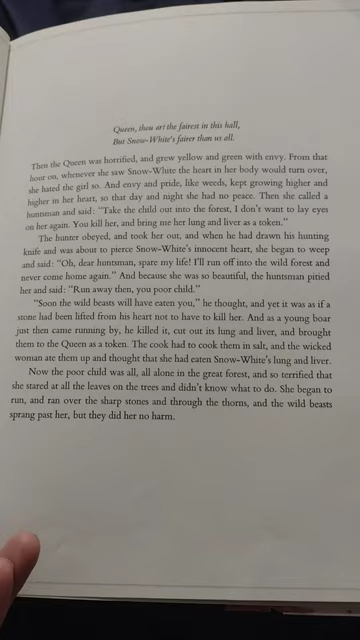 Queen, thou art the fairest in this hall,
But Snow-White's fairer than us all.
Then the Queen was horrified, and grew yellow and green with envy. From that
hour on, whenever she saw Snow-White the heart in her body would turn over,
she hated the girl so. And envy and pride, like weeds, kept growing higher and
higher in her heart, so that day and night she had no peace. Then she called a
huntsman and said: "Take the child out into the forest, I don't want to lay eyes
on her again. You kill her, and bring me her lung and liver as a token."
The hunter obeyed, and took her out, and when he had drawn his hunting
knife and was about to pierce Snow-White's innocent heart, she began to weep
and said: "Oh, dear huntsman, spare my life! I'll run off into the wild forest and
never come home again." And because she was so beautiful, the huntsman pitied
her and said: "Run away then, you poor child."
"Soon the wild beasts will have eaten you," he thought, and yet it was as if a
stone had been lifted from his heart not to have to kill her. And as a young boar
just then came running by, he killed it, cut out its lung and liver, and brought
them to the Queen as a token. The cook had to cook them in salt, and the wicked
woman ate them up and thought that she had eaten Snow-White's lung and liver.
Now the poor child was all, all alone in the great forest, and so terrified that
she stared at all the leaves on the trees and didn't know what to do. She began to
run, and ran over the sharp stones and through the thorns, and the wild beasts
sprang past her, but they did her no harm.